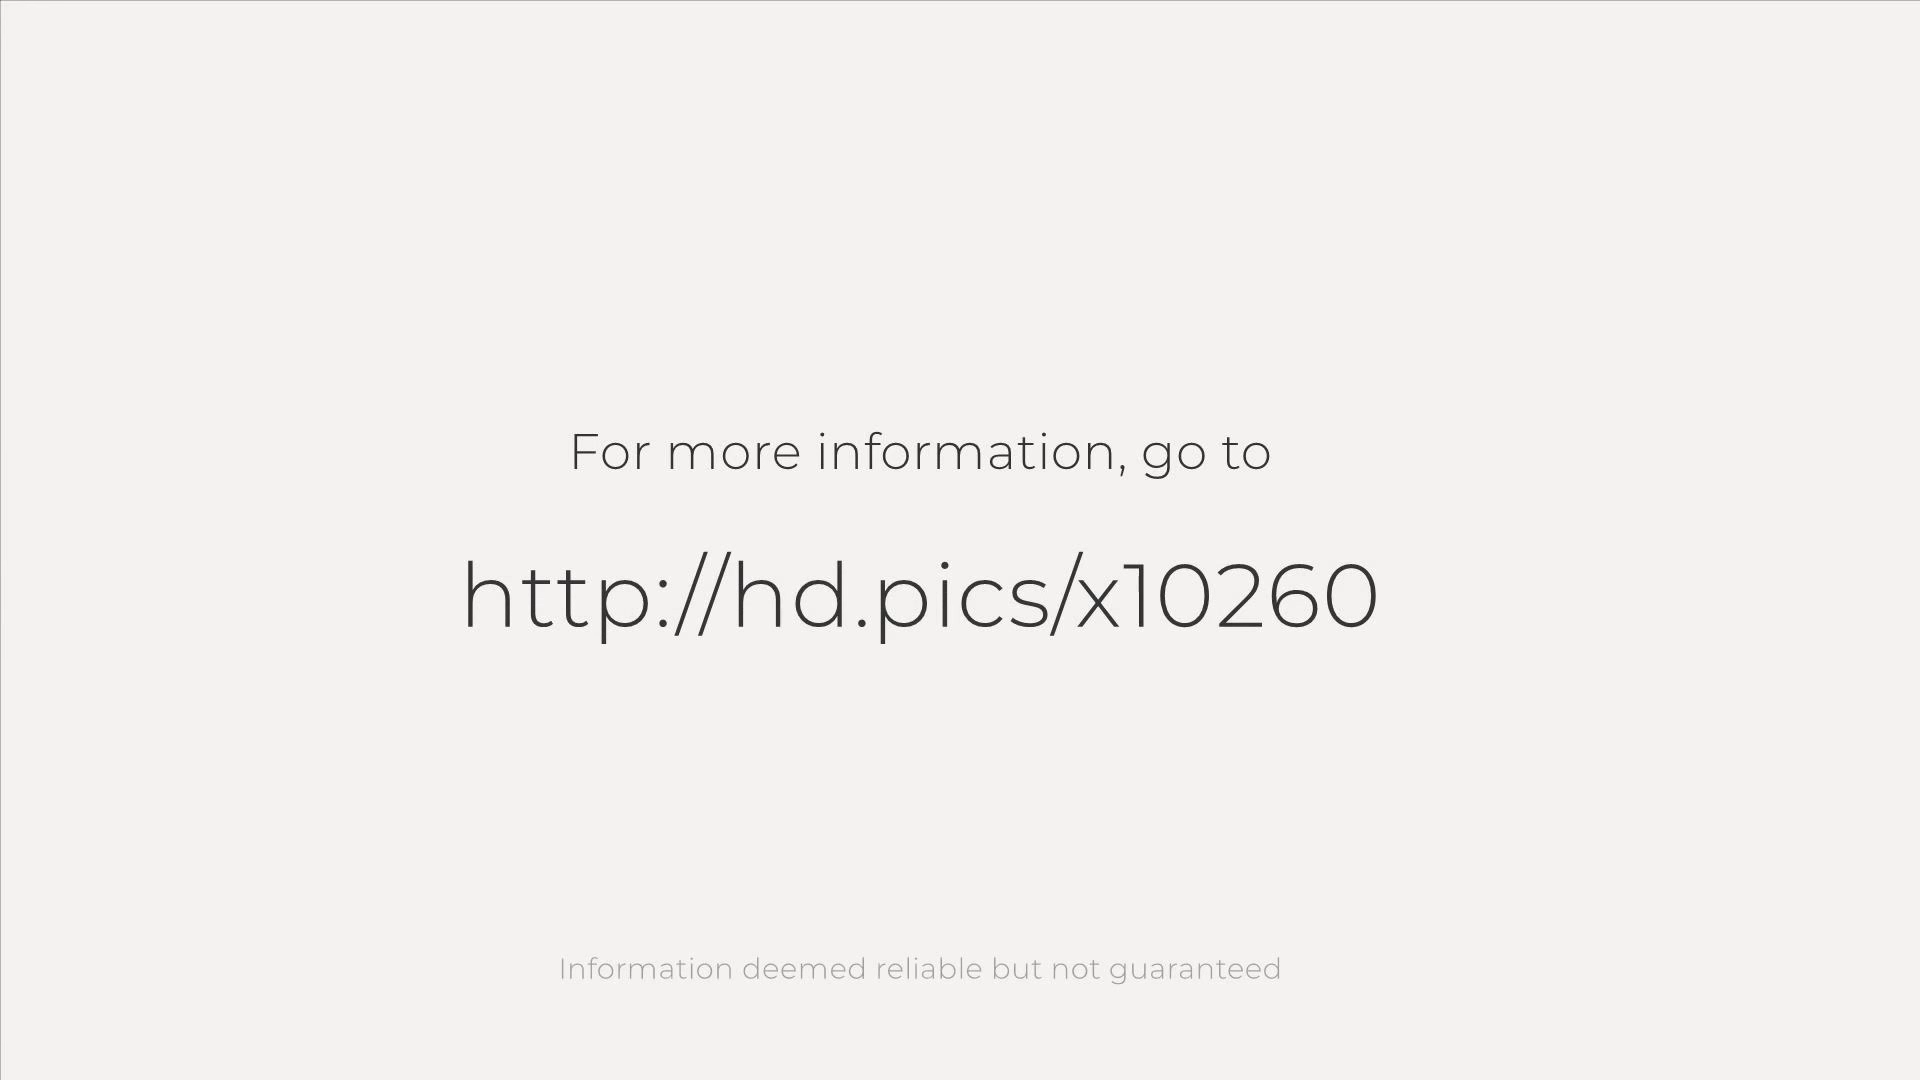 For more information, go to
http://hd.pics/x10260
Information deemed reliable but not guaranteed